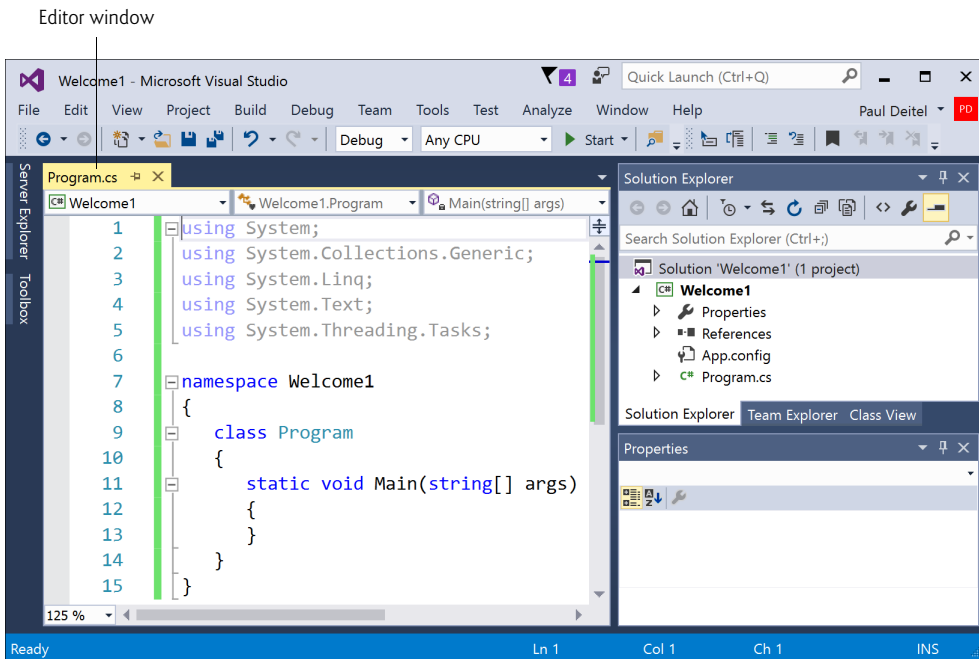 Editor window
Welcome1 - Microsoft Visual Studio
4
Quick Launch (Ctrl+Q)
File Edit View Project Build Debug Team Tools Test Analyze Window Help
Paul Deitel
PD
Debug
Any CPU
Start
Server Explorer
Toolbox
Program.cs
C# Welcome1
Welcome1.Program
Main(string[] args)
1 using System;
2 using System.Collections.Generic;
3 using System.Linq;
4 using System.Text;
5 using System.Threading.Tasks;
6
7 namespace Welcome1
8 {
9 class Program
10 {
11 static void Main(string[] args)
12 {
13 }
14 }
15 }
125 %
Solution Explorer
Search Solution Explorer (Ctrl+;)
Solution 'Welcome1' (1 project)
C# Welcome1
Properties
References
App.config
C# Program.cs
Solution Explorer Team Explorer Class View
Properties
Ready
Ln 1
Col 1
Ch 1
INS